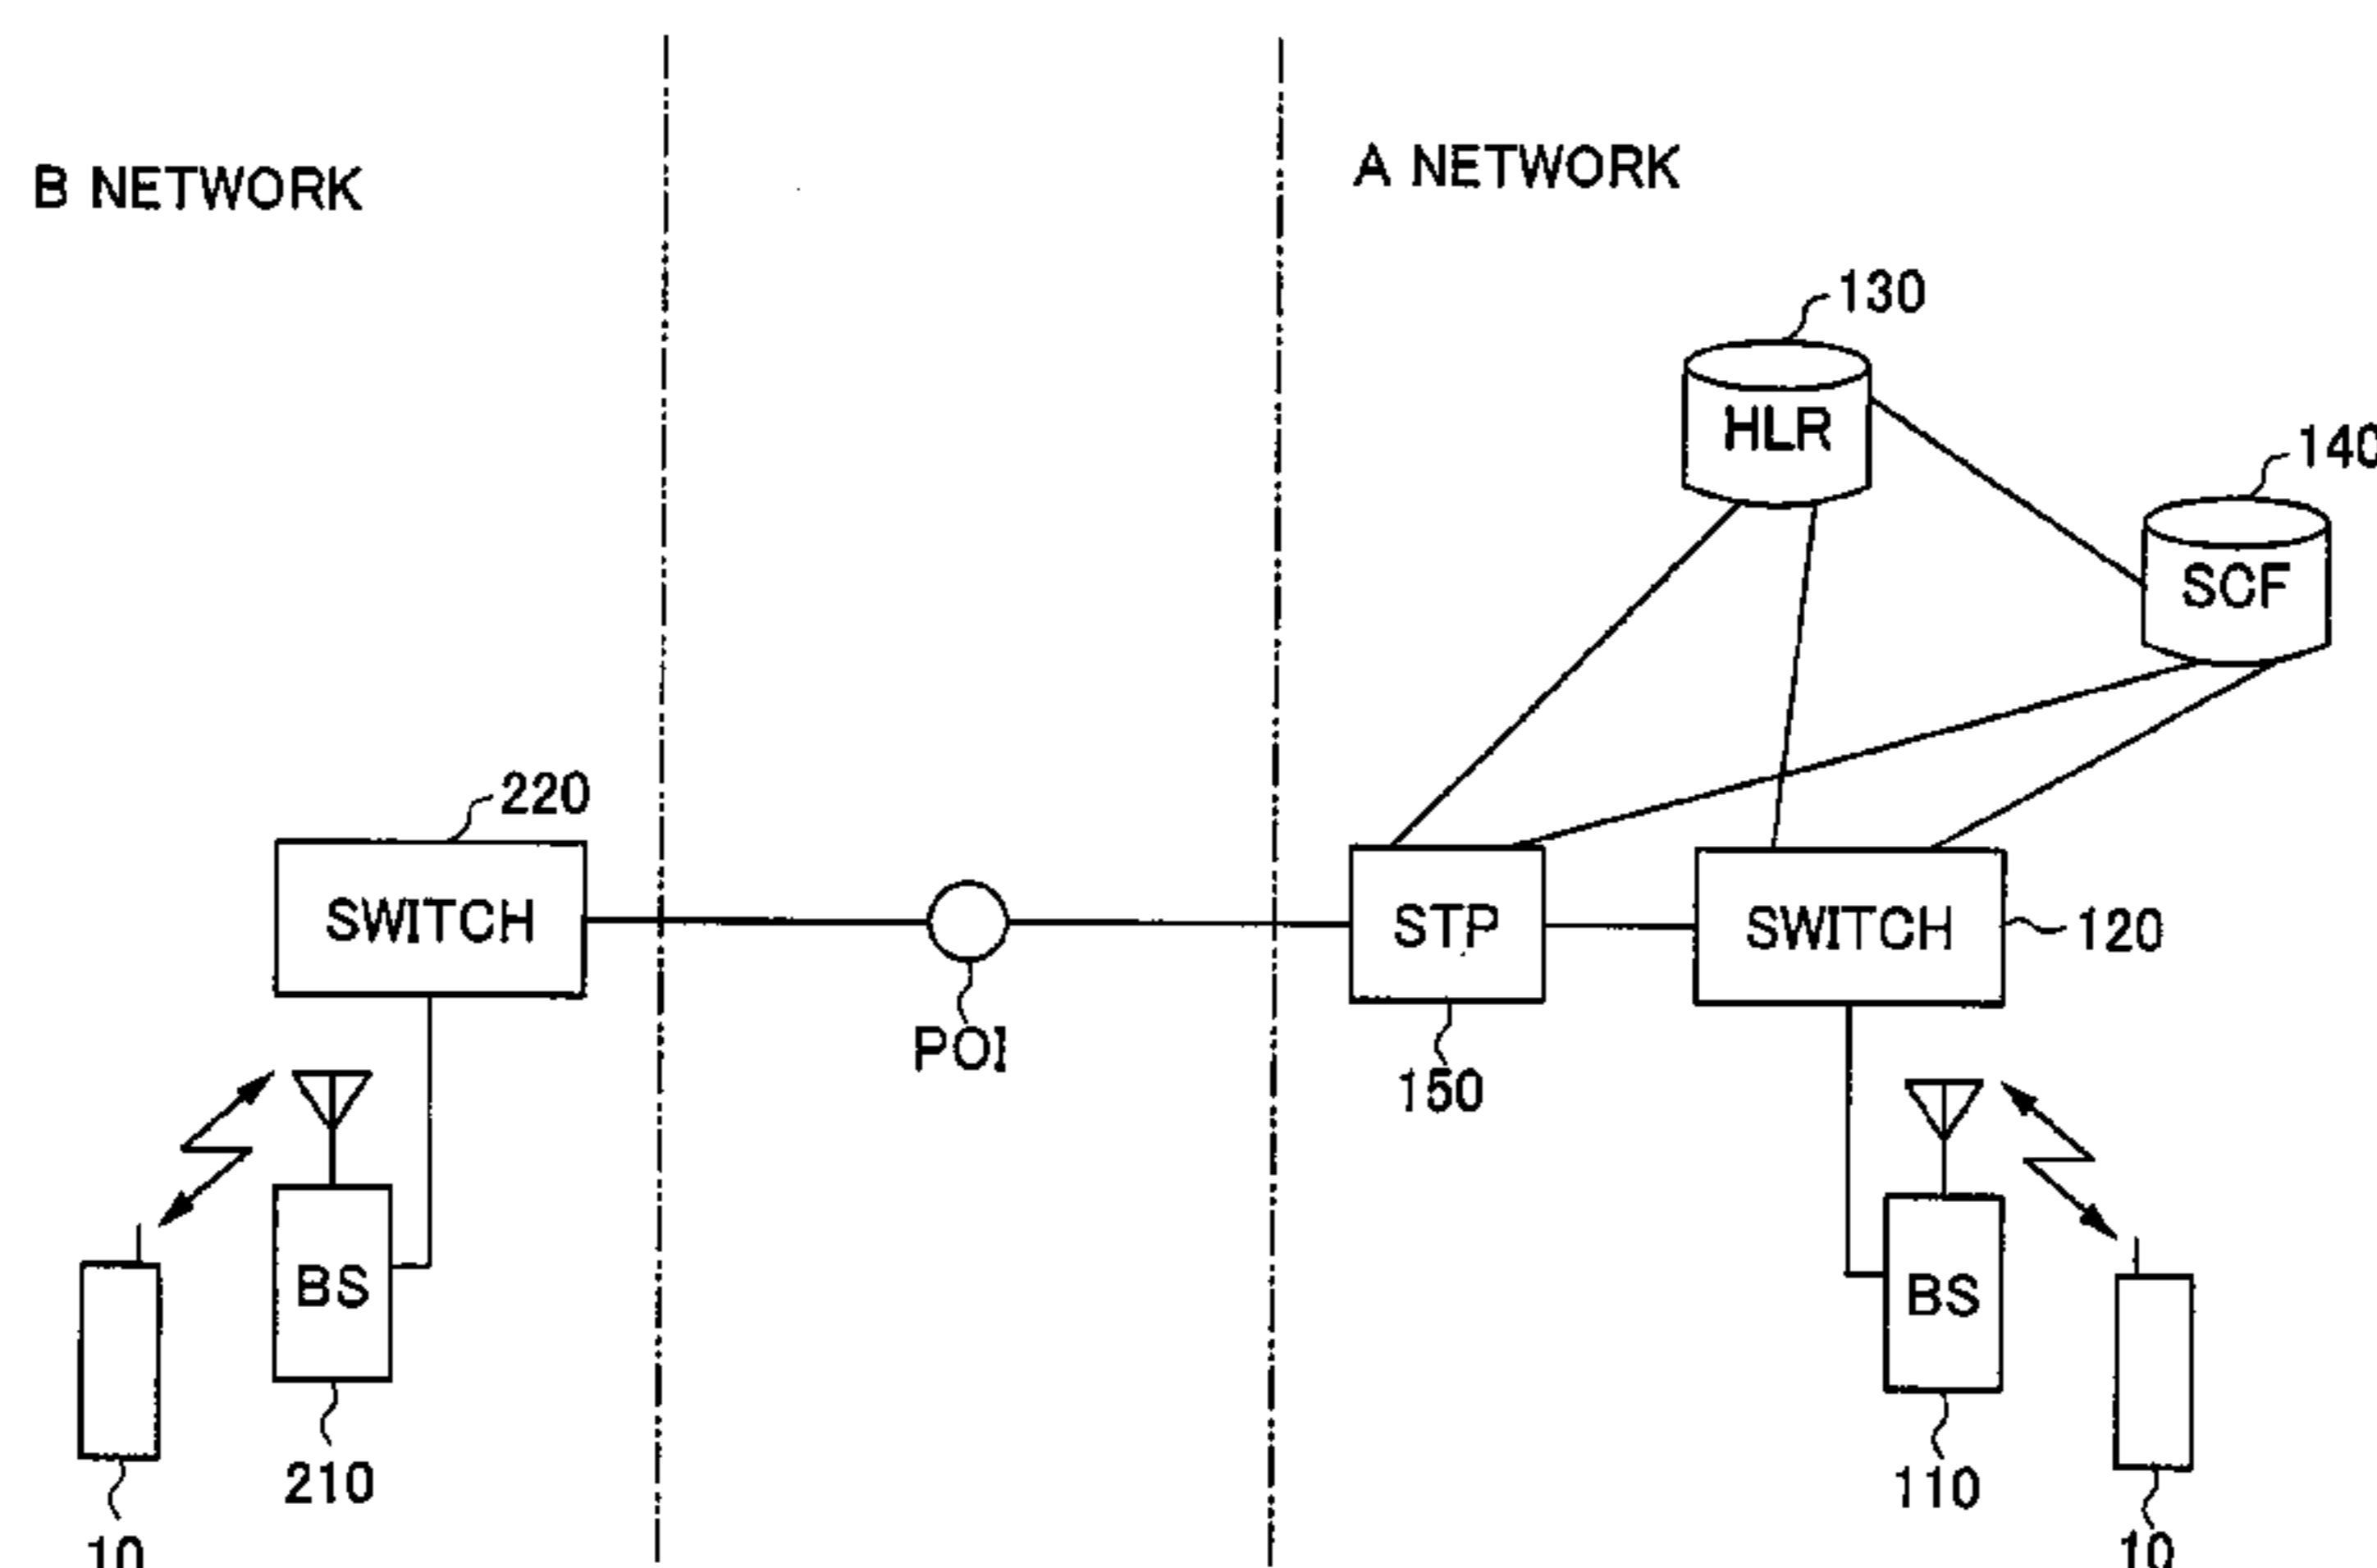 B NETWORK
A NETWORK
130
HLR
140
SCF
220
SWITCH
STP
SWITCH
120
POI
150
BS
BS
210
110
10
10